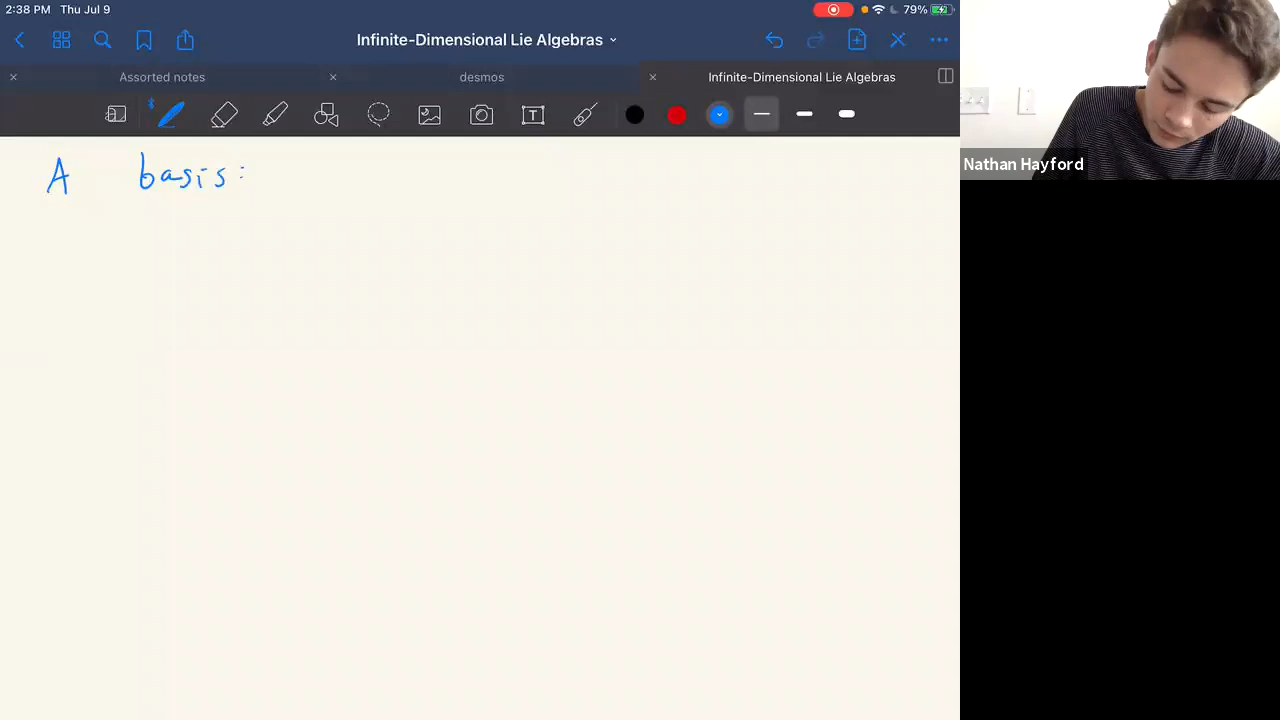 2:38 PM Thu Jul 9
79%
Infinite-Dimensional Lie Algebras
Assorted notes
desmos
Infinite-Dimensional Lie Algebras
T
Nathan Hayford
A basis: